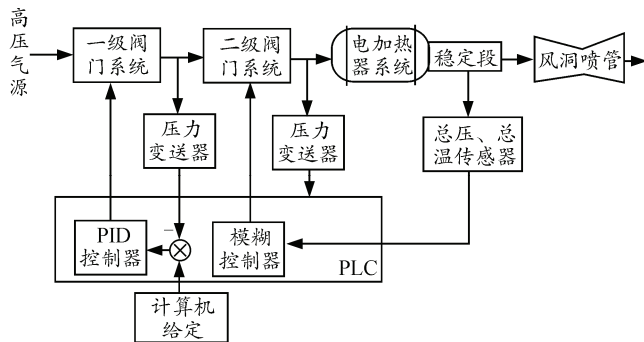 高
压
气
源
一级阀
门系统
二级阀
门系统
电加热
器系统
稳定段
风洞喷管
压力
变送器
压力
变送器
总压、总
温传感器
PID
控制器
−
模糊
控制器
PLC
计算机
给定